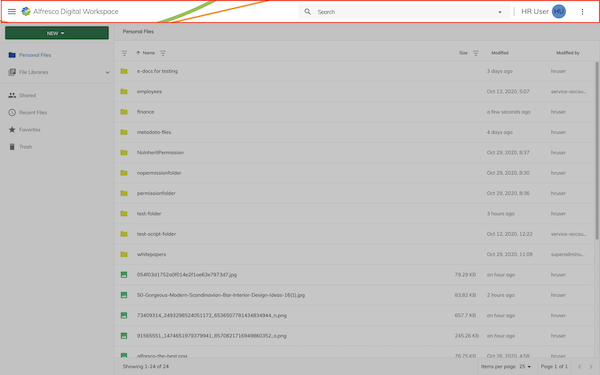 Alfresco Digital Workspace Search HR User HU
NEW Personal Files
Name Size Modified Modified by
Personal Files
e-docs for testing 3 days ago hruser
File Libraries
employees Oct 13, 2020, 5:07 service-accou...
Shared
finance a few seconds ago hruser
Recent Files
metadata-files 4 days ago hruser
Favorites
Trash
NoInheritPermission Oct 29, 2020, 8:37 hruser
nopermissionfolder Oct 29, 2020, 8:30 hruser
permissionfolder Oct 29, 2020, 8:36 hruser
test-folder 3 hours ago hruser
test-script-folder Oct 12, 2020, 12:22 service-accou...
whitepapers Oct 29, 2020, 11:08 superadmins...
054f03d1752a0f014e2f1ae63e7973d7.jpg 79.29 KB an hour ago hruser
50-Gorgeous-Modern-Scandinavian-Bar-Interior-Design-Ideas-16(1).jpg 83.82 KB 2 hours ago hruser
73409314_2493298524051172_6536507781434834944_n.png 657.7 KB an hour ago hruser
91565551_1474651979379941_8570821716949860352_o.png 245.26 KB an hour ago hruser
alfresco-the-best.png 76.75 KB Oct 28, 2020, 4:58 hruser
Showing 1-24 of 24 Items per page: 25 Page 1 of 1